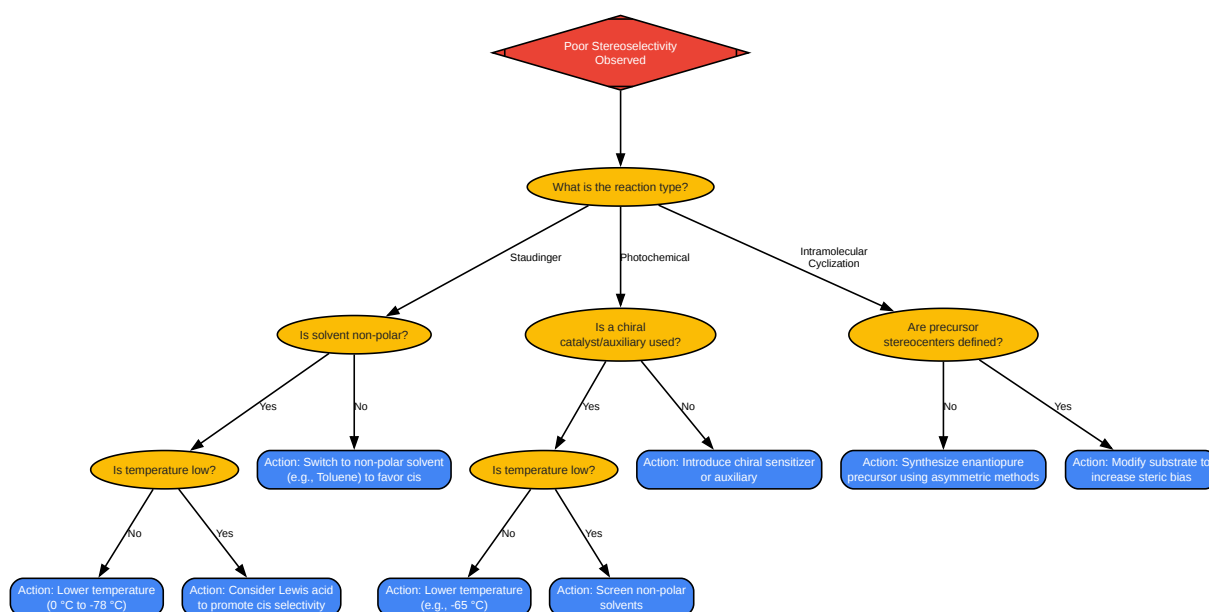 Poor Stereoselectivity
Observed
What is the reaction type?
Staudinger
Photochemical
Intramolecular
Cyclization
Is solvent non-polar?
Is a chiral
catalyst/auxiliary used?
Are precursor
stereocenters defined?
Yes
No
Yes
No
No
Yes
Is temperature low?
Action: Switch to non-polar solvent
(e.g., Toluene) to favor cis
Is temperature low?
Action: Introduce chiral sensitizer
or auxiliary
Action: Synthesize enantiopure
precursor using asymmetric methods
Action: Modify substrate to
increase steric bias
No
Yes
No
Yes
Action: Lower temperature
(0 °C to -78 °C)
Action: Consider Lewis acid
to promote cis selectivity
Action: Lower temperature
(e.g., -65 °C)
Action: Screen non-polar
solvents